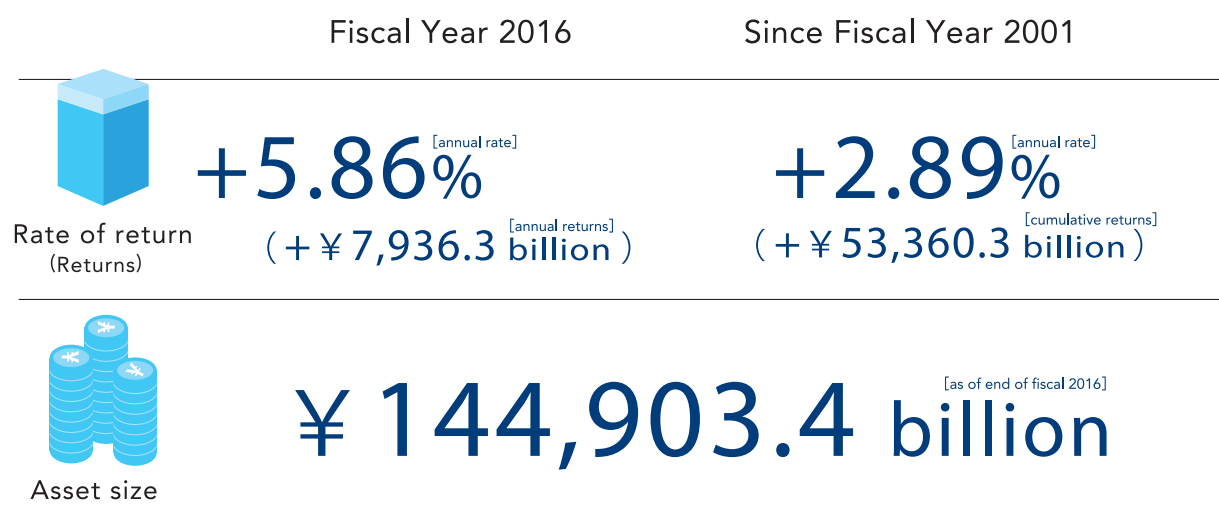 Fiscal Year 2016
Since Fiscal Year 2001
Rate of return
(Returns)
+5.86% [annual rate]
(+¥7,936.3 billion) [annual returns]
+2.89% [annual rate]
(+¥53,360.3 billion) [cumulative returns]
Asset size
¥144,903.4 billion [as of end of fiscal 2016]